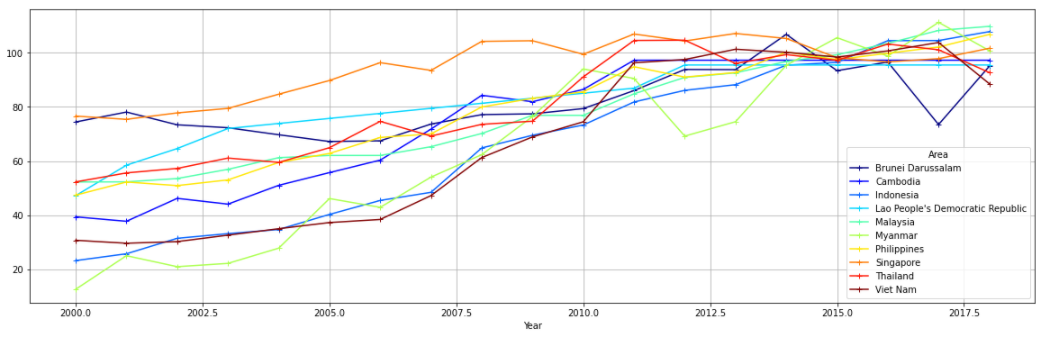 100
80
60
40
20
2000.0 2002.5 2005.0 2007.5 2010.0 2012.5 2015.0 2017.5
Year
Area
Brunei Darussalam
Cambodia
Indonesia
Lao People's Democratic Republic
Malaysia
Myanmar
Philippines
Singapore
Thailand
Viet Nam